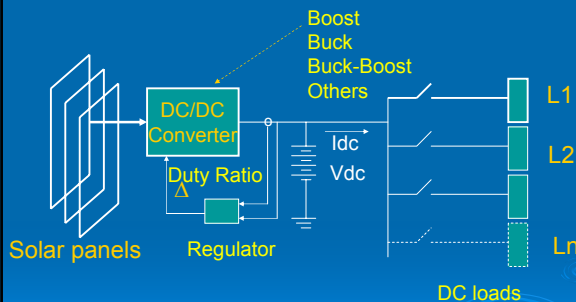 Boost
Buck
Buck-Boost
Others
DC/DC
Converter
L1
Idc
L2
Vdc
Duty Ratio
Δ
Solar panels
Regulator
Ln
DC loads